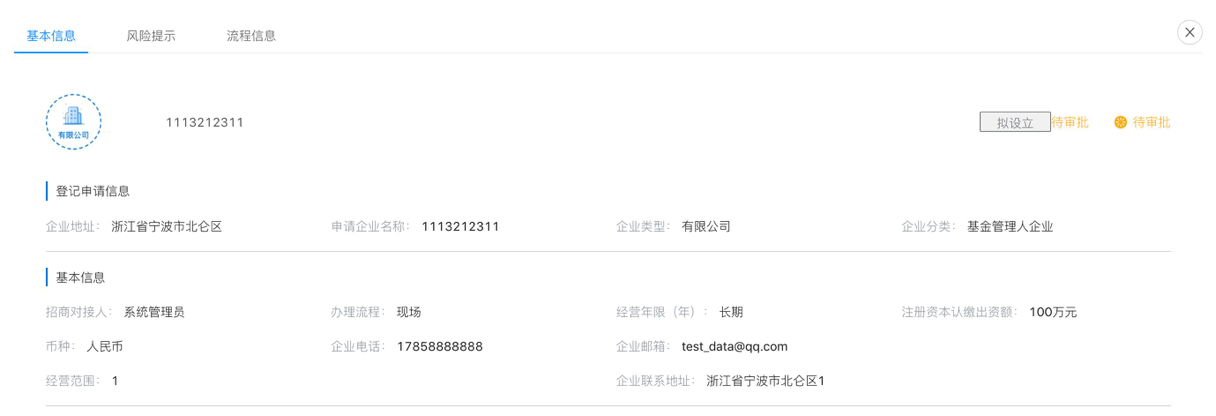 基本信息 风险提示 流程信息
有限公司
1113212311 拟设立 待审批 待审批
登记申请信息
企业地址： 浙江省宁波市北仑区 申请企业名称： 1113212311 企业类型： 有限公司 企业分类： 基金管理人企业
基本信息
招商对接人： 系统管理员 办理流程： 现场 经营年限（年）： 长期 注册资本认缴出资额： 100万元
币种： 人民币 企业电话： 17858888888 企业邮箱： test_data@qq.com
经营范围： 1 企业联系地址： 浙江省宁波市北仑区1